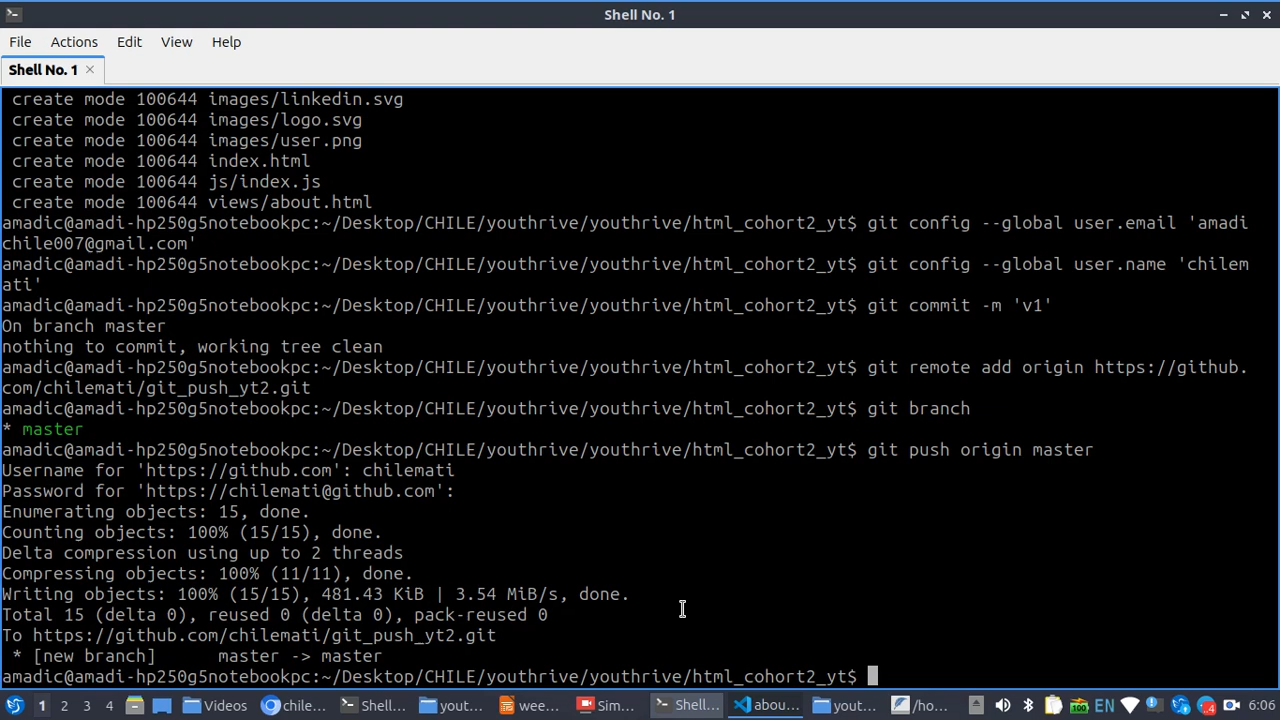 Shell No. 1
File Actions Edit View Help
Shell No. 1
create mode 100644 images/linkedin.svg
create mode 100644 images/logo.svg
create mode 100644 images/user.png
create mode 100644 index.html
create mode 100644 js/index.js
create mode 100644 views/about.html
amadic@amadi-hp250g5notebookpc:~/Desktop/CHILE/youthrive/youthrive/html_cohort2_yt$ git config --global user.email 'amadi
chile007@gmail.com'
amadic@amadi-hp250g5notebookpc:~/Desktop/CHILE/youthrive/youthrive/html_cohort2_yt$ git config --global user.name 'chilem
ati'
amadic@amadi-hp250g5notebookpc:~/Desktop/CHILE/youthrive/youthrive/html_cohort2_yt$ git commit -m 'v1'
On branch master
nothing to commit, working tree clean
amadic@amadi-hp250g5notebookpc:~/Desktop/CHILE/youthrive/youthrive/html_cohort2_yt$ git remote add origin https://github.
com/chilemati/git_push_yt2.git
amadic@amadi-hp250g5notebookpc:~/Desktop/CHILE/youthrive/youthrive/html_cohort2_yt$ git branch
* master
amadic@amadi-hp250g5notebookpc:~/Desktop/CHILE/youthrive/youthrive/html_cohort2_yt$ git push origin master
Username for 'https://github.com': chilemati
Password for 'https://chilemati@github.com':
Enumerating objects: 15, done.
Counting objects: 100% (15/15), done.
Delta compression using up to 2 threads
Compressing objects: 100% (11/11), done.
Writing objects: 100% (15/15), 481.43 KiB | 3.54 MiB/s, done.
Total 15 (delta 0), reused 0 (delta 0), pack-reused 0
To https://github.com/chilemati/git_push_yt2.git
* [new branch] master -> master
amadic@amadi-hp250g5notebookpc:~/Desktop/CHILE/youthrive/youthrive/html_cohort2_yt$
1 2 3 4 Videos chile... Shell... yout... wee... Sim... Shell... abou... yout... /ho... EN 100 4 6:06